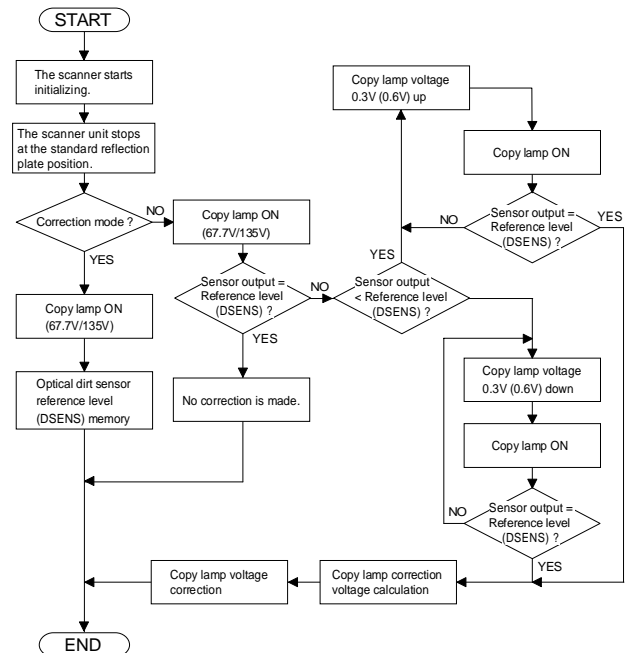 START
The scanner starts
initializing.
The scanner unit stops
at the standard reflection
plate position.
Correction mode ?
NO
YES
Copy lamp ON
(67.7V/135V)
Optical dirt sensor
reference level
(DSENS) memory
Copy lamp ON
(67.7V/135V)
Sensor output =
Reference level
(DSENS) ?
NO
YES
No correction is made.
Sensor output
< Reference level
(DSENS) ?
YES
Copy lamp voltage
0.3V (0.6V) up
Copy lamp ON
Sensor output =
Reference level
(DSENS) ?
NO
YES
Copy lamp voltage
0.3V (0.6V) down
Copy lamp ON
Sensor output =
Reference level
(DSENS) ?
NO
YES
Copy lamp correction
voltage calculation
Copy lamp voltage
correction
END